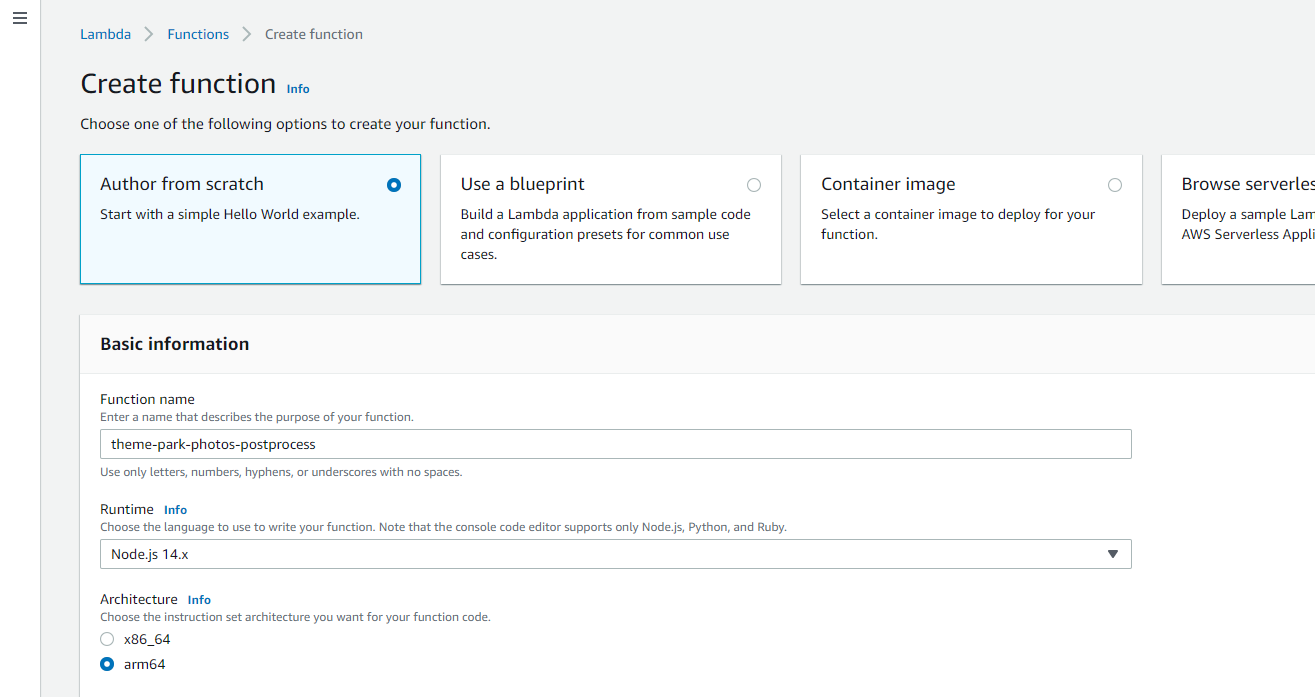 Lambda > Functions > Create function
Create function Info
Choose one of the following options to create your function.
Author from scratch
Start with a simple Hello World example.
Use a blueprint
Build a Lambda application from sample code
and configuration presets for common use
cases.
Container image
Select a container image to deploy for your
function.
Browse serverles
Deploy a sample Lam
AWS Serverless Appli
Basic information
Function name
Enter a name that describes the purpose of your function.
theme-park-photos-postprocess
Use only letters, numbers, hyphens, or underscores with no spaces.
Runtime Info
Choose the language to use to write your function. Note that the console code editor supports only Node.js, Python, and Ruby.
Node.js 14.x
Architecture Info
Choose the instruction set architecture you want for your function code.
x86_64
arm64